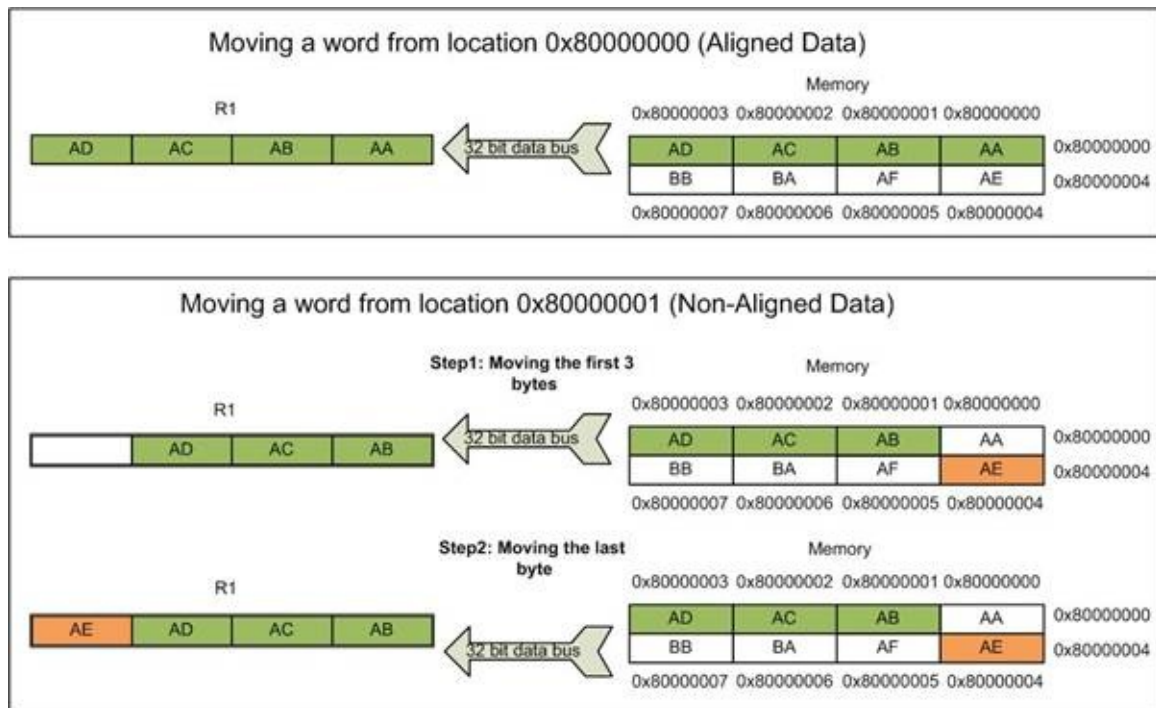 Moving a word from location 0x80000000 (Aligned Data)
Memory
R1
0x80000003 0x80000002 0x80000001 0x80000000
AD AC AB AA
32 bit data bus
AD AC AB AA 0x80000000
BB BA AF AE 0x80000004
0x80000007 0x80000006 0x80000005 0x80000004
Moving a word from location 0x80000001 (Non-Aligned Data)
Step1: Moving the first 3
bytes
Memory
R1
0x80000003 0x80000002 0x80000001 0x80000000
AD AC AB
32 bit data bus
AD AC AB AA 0x80000000
BB BA AF AE 0x80000004
0x80000007 0x80000006 0x80000005 0x80000004
Step2: Moving the last
byte
Memory
R1
0x80000003 0x80000002 0x80000001 0x80000000
AE AD AC AB
32 bit data bus
AD AC AB AA 0x80000000
BB BA AF AE 0x80000004
0x80000007 0x80000006 0x80000005 0x80000004